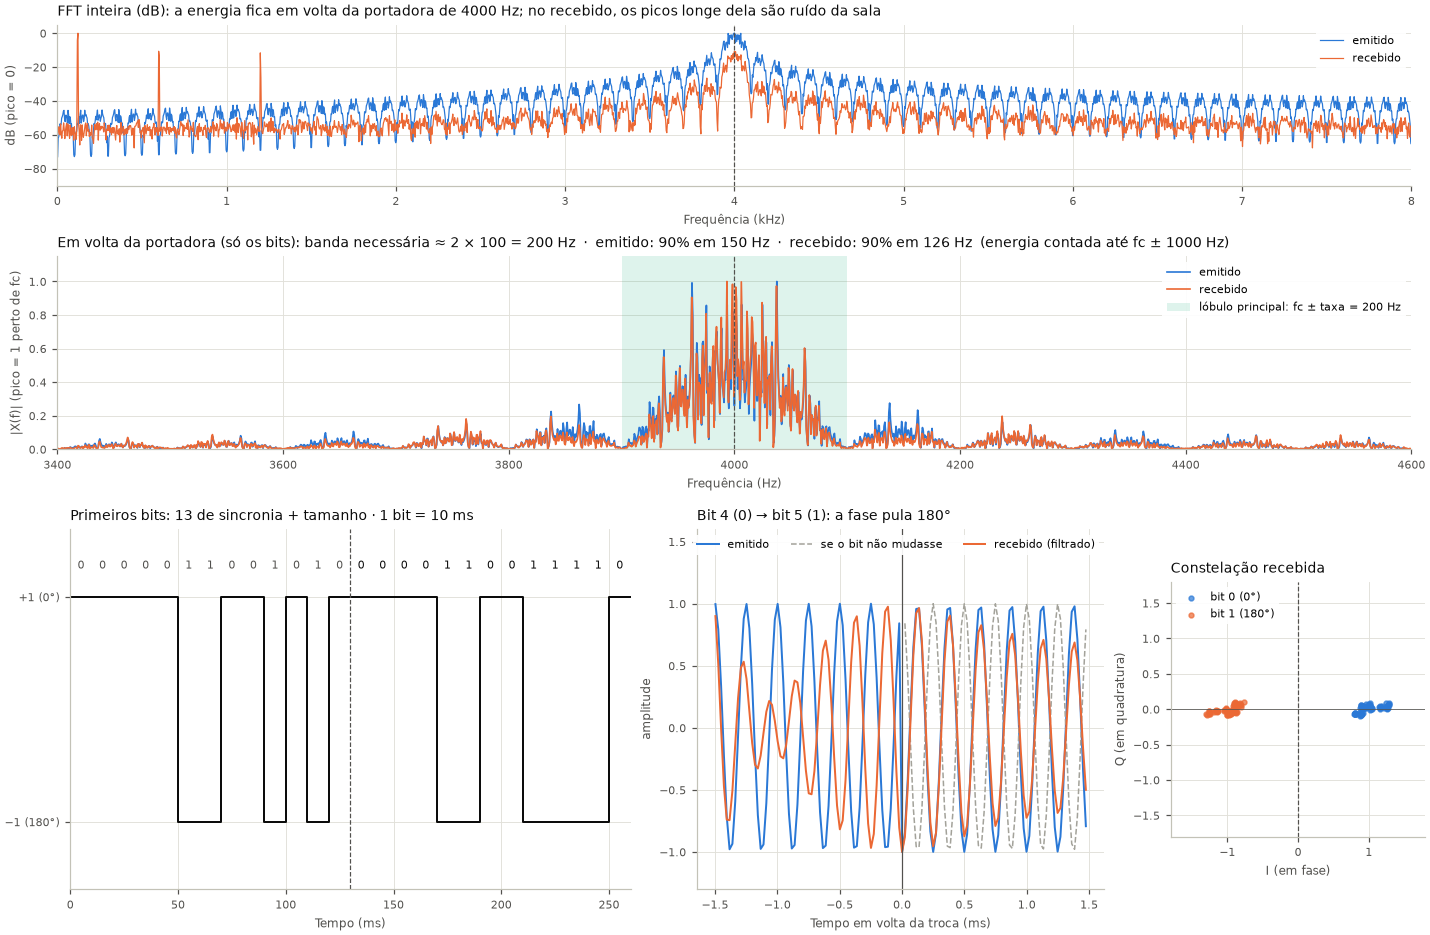 FFT inteira (dB): a energia fica em volta da portadora de 4000 Hz; no recebido, os picos longe dela são ruído da sala
dB (pico = 0)
0
−20
−40
−60
−80
emitido
recebido
0 1 2 3 4 5 6 7 8
Frequência (kHz)
Em volta da portadora (só os bits): banda necessária ≈ 2 × 100 = 200 Hz · emitido: 90% em 150 Hz · recebido: 90% em 126 Hz (energia contada até fc ± 1000 Hz)
|X(f)| (pico = 1 perto de fc)
1.0
0.8
0.6
0.4
0.2
0.0
emitido
recebido
lóbulo principal: fc ± taxa = 200 Hz
3400 3600 3800 4000 4200 4400 4600
Frequência (Hz)
Primeiros bits: 13 de sincronia + tamanho · 1 bit = 10 ms
0 0 0 0 0 1 1 0 0 1 0 1 0 0 0 0 0 1 1 0 0 1 1 1 1 0
+1 (0°)
−1 (180°)
0 50 100 150 200 250
Tempo (ms)
Bit 4 (0) → bit 5 (1): a fase pula 180°
emitido se o bit não mudasse recebido (filtrado)
amplitude
1.5
1.0
0.5
0.0
−0.5
−1.0
−1.5 −1.0 −0.5 0.0 0.5 1.0 1.5
Tempo em volta da troca (ms)
Constelação recebida
bit 0 (0°)
bit 1 (180°)
Q (em quadratura)
1.5
1.0
0.5
0.0
−0.5
−1.0
−1.5
−1 0 1
I (em fase)